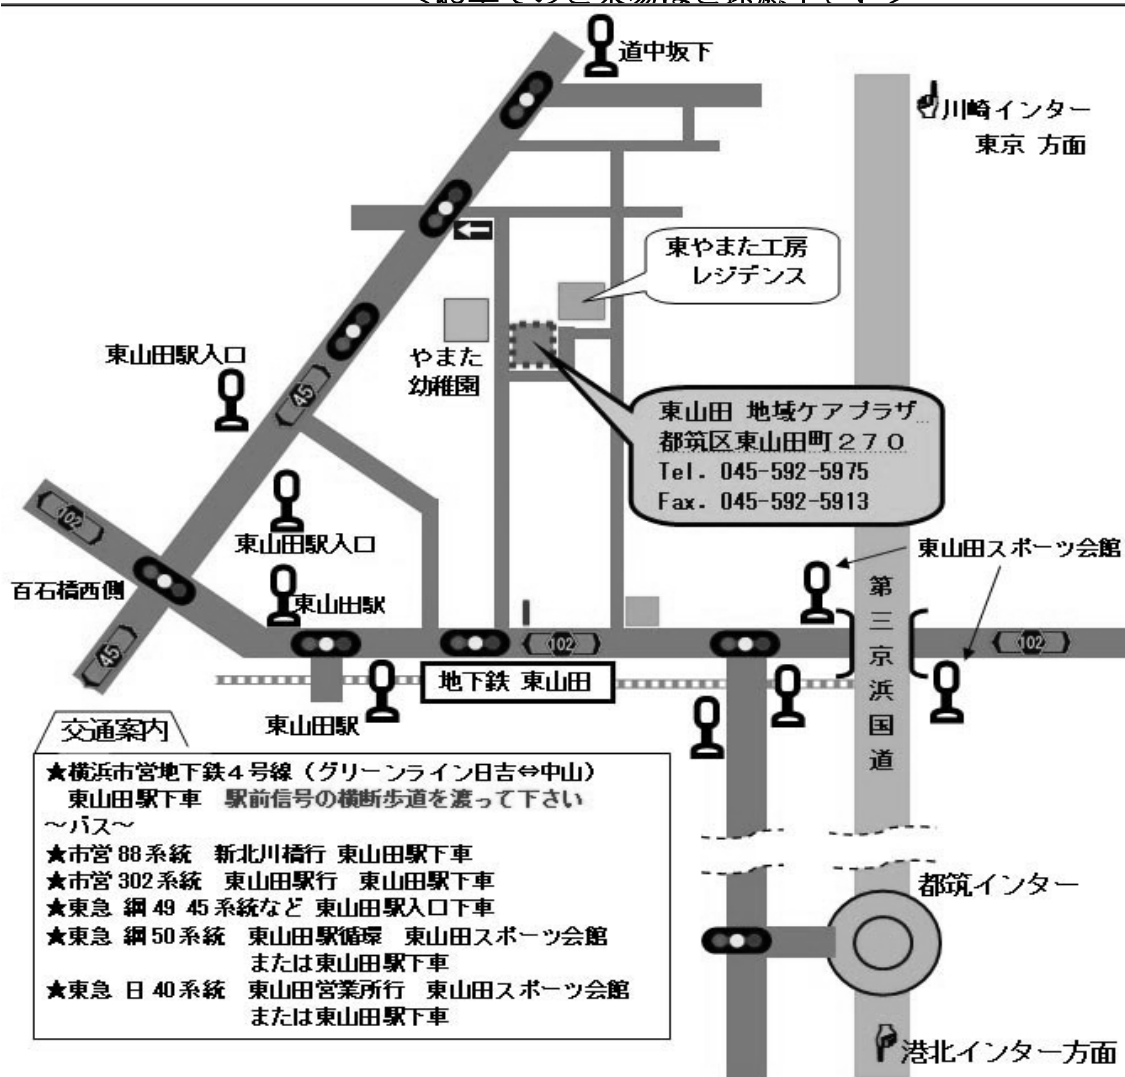 道中坂下
川崎インター
東京 方面
東やまた工房
レジデンス
東山田駅入口
やまた
幼稚園
45
東山田 地域ケアプラザ
都筑区東山田町270
Tel. 045-592-5975
Fax. 045-592-5913
102
東山田駅入口
東山田スポーツ会館
百石橋西側
東山田駅
第三京浜国道
102
102
45
地下鉄 東山田
東山田駅
交通案内
★横浜市営地下鉄4号線（グリーンライン日吉⇔中山）
東山田駅下車 駅前信号の横断歩道を渡って下さい
～バス～
★市営88系統 新北川橋行 東山田駅下車
★市営302系統 東山田駅行 東山田駅下車
★東急 綱49 45系統など 東山田駅入口下車
★東急 綱50系統 東山田駅循環 東山田スポーツ会館
または東山田駅下車
★東急 日40系統 東山田営業所行 東山田スポーツ会館
または東山田駅下車
都筑インター
港北インター方面